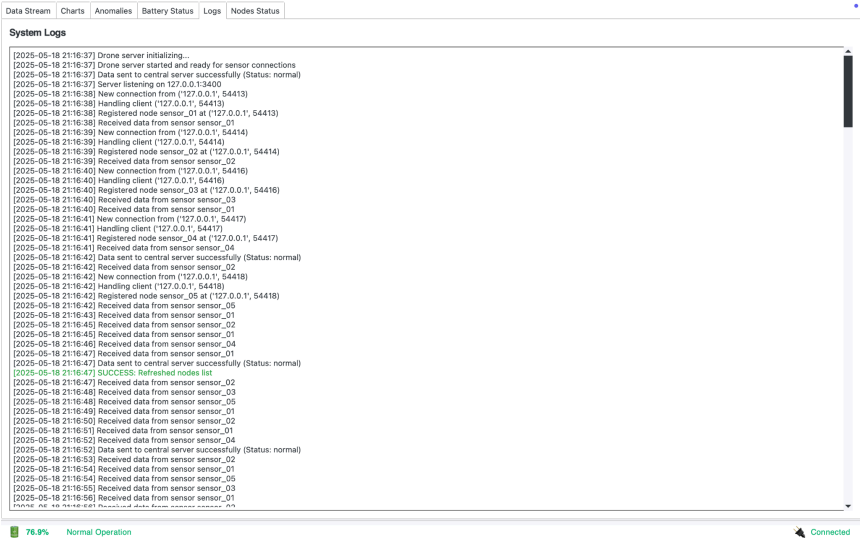 Data Stream Charts Anomalies Battery Status Logs Nodes Status
System Logs
[2025-05-18 21:16:37] Drone server initializing...
[2025-05-18 21:16:37] Drone server started and ready for sensor connections
[2025-05-18 21:16:37] Data sent to central server successfully (Status: normal)
[2025-05-18 21:16:37] Server listening on 127.0.0.1:3400
[2025-05-18 21:16:38] New connection from ('127.0.0.1', 54413)
[2025-05-18 21:16:38] Handling client ('127.0.0.1', 54413)
[2025-05-18 21:16:38] Registered node sensor_01 at ('127.0.0.1', 54413)
[2025-05-18 21:16:38] Received data from sensor sensor_01
[2025-05-18 21:16:39] New connection from ('127.0.0.1', 54414)
[2025-05-18 21:16:39] Handling client ('127.0.0.1', 54414)
[2025-05-18 21:16:39] Registered node sensor_02 at ('127.0.0.1', 54414)
[2025-05-18 21:16:39] Received data from sensor sensor_02
[2025-05-18 21:16:40] New connection from ('127.0.0.1', 54416)
[2025-05-18 21:16:40] Handling client ('127.0.0.1', 54416)
[2025-05-18 21:16:40] Registered node sensor_03 at ('127.0.0.1', 54416)
[2025-05-18 21:16:40] Received data from sensor sensor_03
[2025-05-18 21:16:40] Received data from sensor sensor_01
[2025-05-18 21:16:41] New connection from ('127.0.0.1', 54417)
[2025-05-18 21:16:41] Handling client ('127.0.0.1', 54417)
[2025-05-18 21:16:41] Registered node sensor_04 at ('127.0.0.1', 54417)
[2025-05-18 21:16:41] Received data from sensor sensor_04
[2025-05-18 21:16:42] Data sent to central server successfully (Status: normal)
[2025-05-18 21:16:42] Received data from sensor sensor_02
[2025-05-18 21:16:42] New connection from ('127.0.0.1', 54418)
[2025-05-18 21:16:42] Handling client ('127.0.0.1', 54418)
[2025-05-18 21:16:42] Registered node sensor_05 at ('127.0.0.1', 54418)
[2025-05-18 21:16:42] Received data from sensor sensor_05
[2025-05-18 21:16:43] Received data from sensor sensor_01
[2025-05-18 21:16:45] Received data from sensor sensor_02
[2025-05-18 21:16:45] Received data from sensor sensor_01
[2025-05-18 21:16:46] Received data from sensor sensor_04
[2025-05-18 21:16:47] Received data from sensor sensor_01
[2025-05-18 21:16:47] Data sent to central server successfully (Status: normal)
[2025-05-18 21:16:47] SUCCESS: Refreshed nodes list
[2025-05-18 21:16:47] Received data from sensor sensor_02
[2025-05-18 21:16:48] Received data from sensor sensor_03
[2025-05-18 21:16:48] Received data from sensor sensor_05
[2025-05-18 21:16:49] Received data from sensor sensor_01
[2025-05-18 21:16:50] Received data from sensor sensor_02
[2025-05-18 21:16:51] Received data from sensor sensor_01
[2025-05-18 21:16:52] Received data from sensor sensor_04
[2025-05-18 21:16:52] Data sent to central server successfully (Status: normal)
[2025-05-18 21:16:53] Received data from sensor sensor_02
[2025-05-18 21:16:54] Received data from sensor sensor_01
[2025-05-18 21:16:54] Received data from sensor sensor_05
[2025-05-18 21:16:55] Received data from sensor sensor_03
[2025-05-18 21:16:56] Received data from sensor sensor_01
76.9% Normal Operation Connected